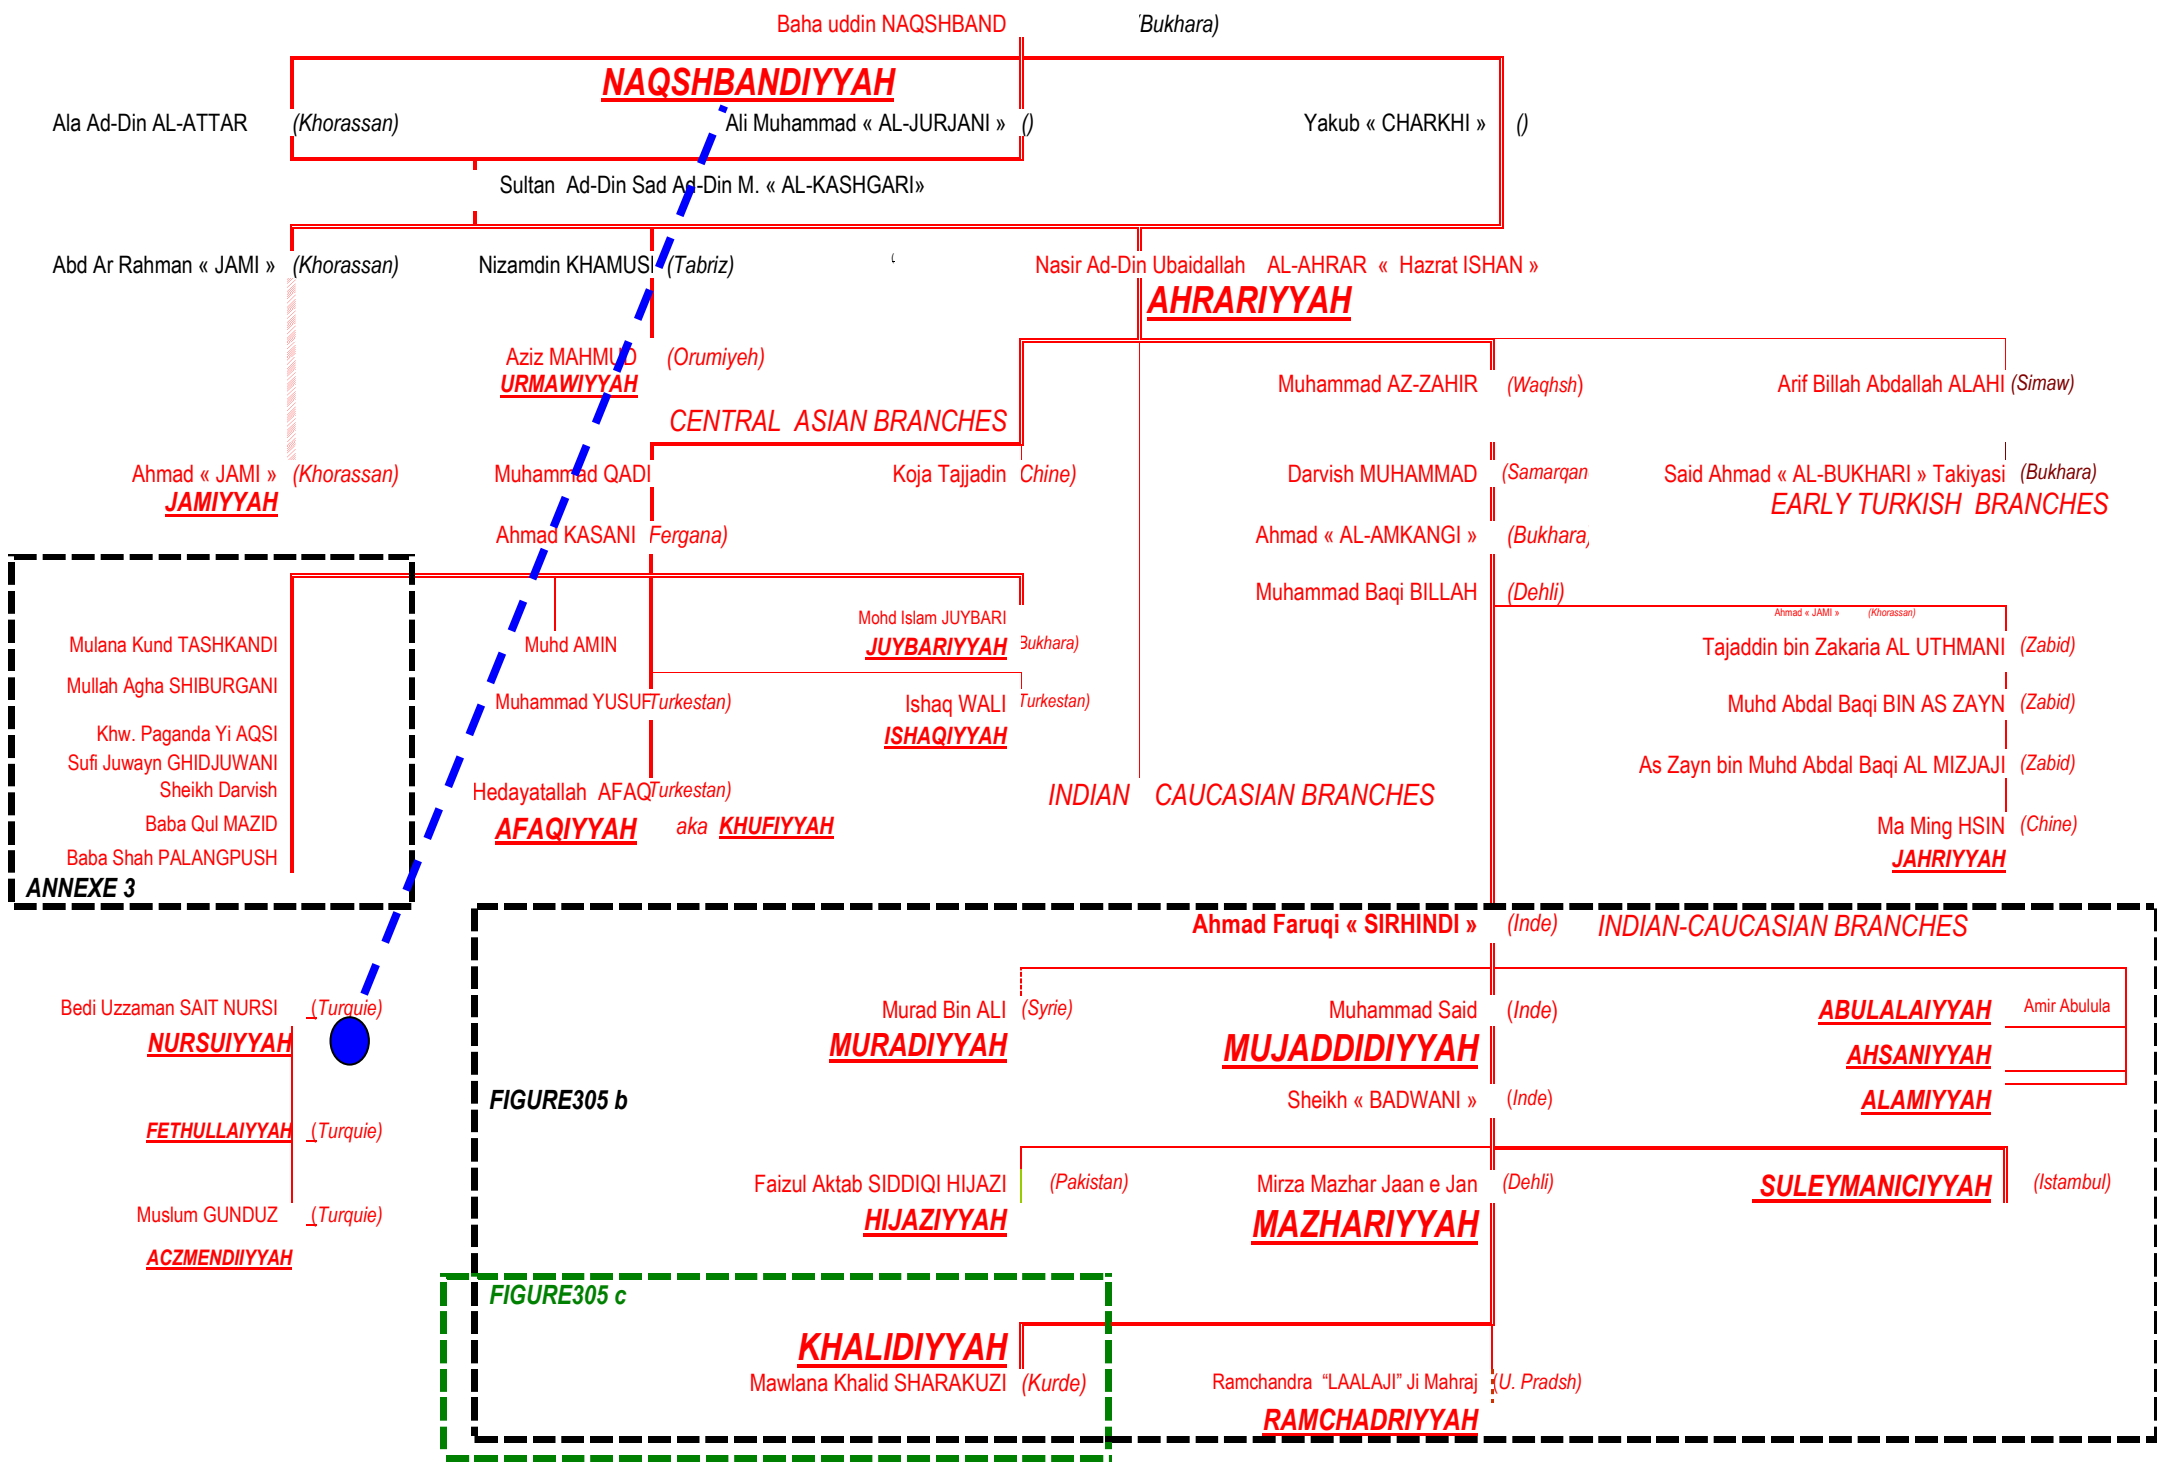 Baha uddin NAQSHBAND (Bukhara)
NAQSHBANDIYYAH
Ala Ad-Din AL-ATTAR (Khorassan) Ali Muhammad « AL-JURJANI » () Yakub « CHARKHI » ()
Sultan Ad-Din Sad Ad-Din M. « AL-KASHGARI»
Abd Ar Rahman « JAMI » (Khorassan) Nizamdin KHAMUSI (Tabriz) Nasir Ad-Din Ubaidallah AL-AHRAR « Hazrat ISHAN »
AHRARIYYAH
Aziz MAHMUD (Orumiyeh)
URMAWIYYAH
Muhammad AZ-ZAHIR (Waqhsh) Arif Billah Abdallah ALAHI (Simaw)
CENTRAL ASIAN BRANCHES
Ahmad « JAMI » (Khorassan) Muhammad QADI Koja Tajjadin Chine) Darvish MUHAMMAD (Samarqan Said Ahmad « AL-BUKHARI » Takiyasi (Bukhara)
JAMIYYAH
EARLY TURKISH BRANCHES
Ahmad KASANI Fergana) Ahmad « AL-AMKANGI » (Bukhara)
Muhammad Baqi BILLAH (Dehli)
Ahmad « JAMI » (Khorassan)
Mohd Islam JUYBARI
Mulana Kund TASHKANDI Muhd AMIN JUYBARIYYAH Bukhara) Tajaddin bin Zakaria AL UTHMANI (Zabid)
Mullah Agha SHIBURGANI
Muhammad YUSUF Turkestan) Ishaq WALI Turkestan) Muhd Abdal Baqi BIN AS ZAYN (Zabid)
Khw. Paganda Yi AQSI ISHAQIYYAH
Sufi Juwayn GHIDJUWANI As Zayn bin Muhd Abdal Baqi AL MIZJAJI (Zabid)
Sheikh Darvish Hedayatallah AFAQ Turkestan) INDIAN CAUCASIAN BRANCHES
Baba Qul MAZID AFAQIYYAH aka KHUFIYYAH Ma Ming HSIN (Chine)
Baba Shah PALANGPUSH JAHRIYYAH
ANNEXE 3
Ahmad Faruqi « SIRHINDI » (Inde) INDIAN-CAUCASIAN BRANCHES
Bedi Uzzaman SAIT NURSI (Turquie) Murad Bin ALI (Syrie) Muhammad Said (Inde) ABULALAIYYAH Amir Abulula
NURSUIYYAH MURADIYYAH MUJADDIDIYYAH AHSANIYYAH
FIGURE305 b Sheikh « BADWANI » (Inde) ALAMIYYAH
FETHULLAIYYAH (Turquie)
Faizul Aktab SIDDIQI HIJAZI (Pakistan) Mirza Mazhar Jaan e Jan (Dehli) SULEYMANICIYYAH (Istambul)
Muslum GUNDUZ (Turquie) HIJAZIYYAH MAZHARIYYAH
ACZMENDIIYYAH
FIGURE305 c
KHALIDIYYAH
Mawlana Khalid SHARAKUZI (Kurde) Ramchandra “LAALAJI” Ji Mahraj (U. Pradsh)
RAMCHADRIYYAH